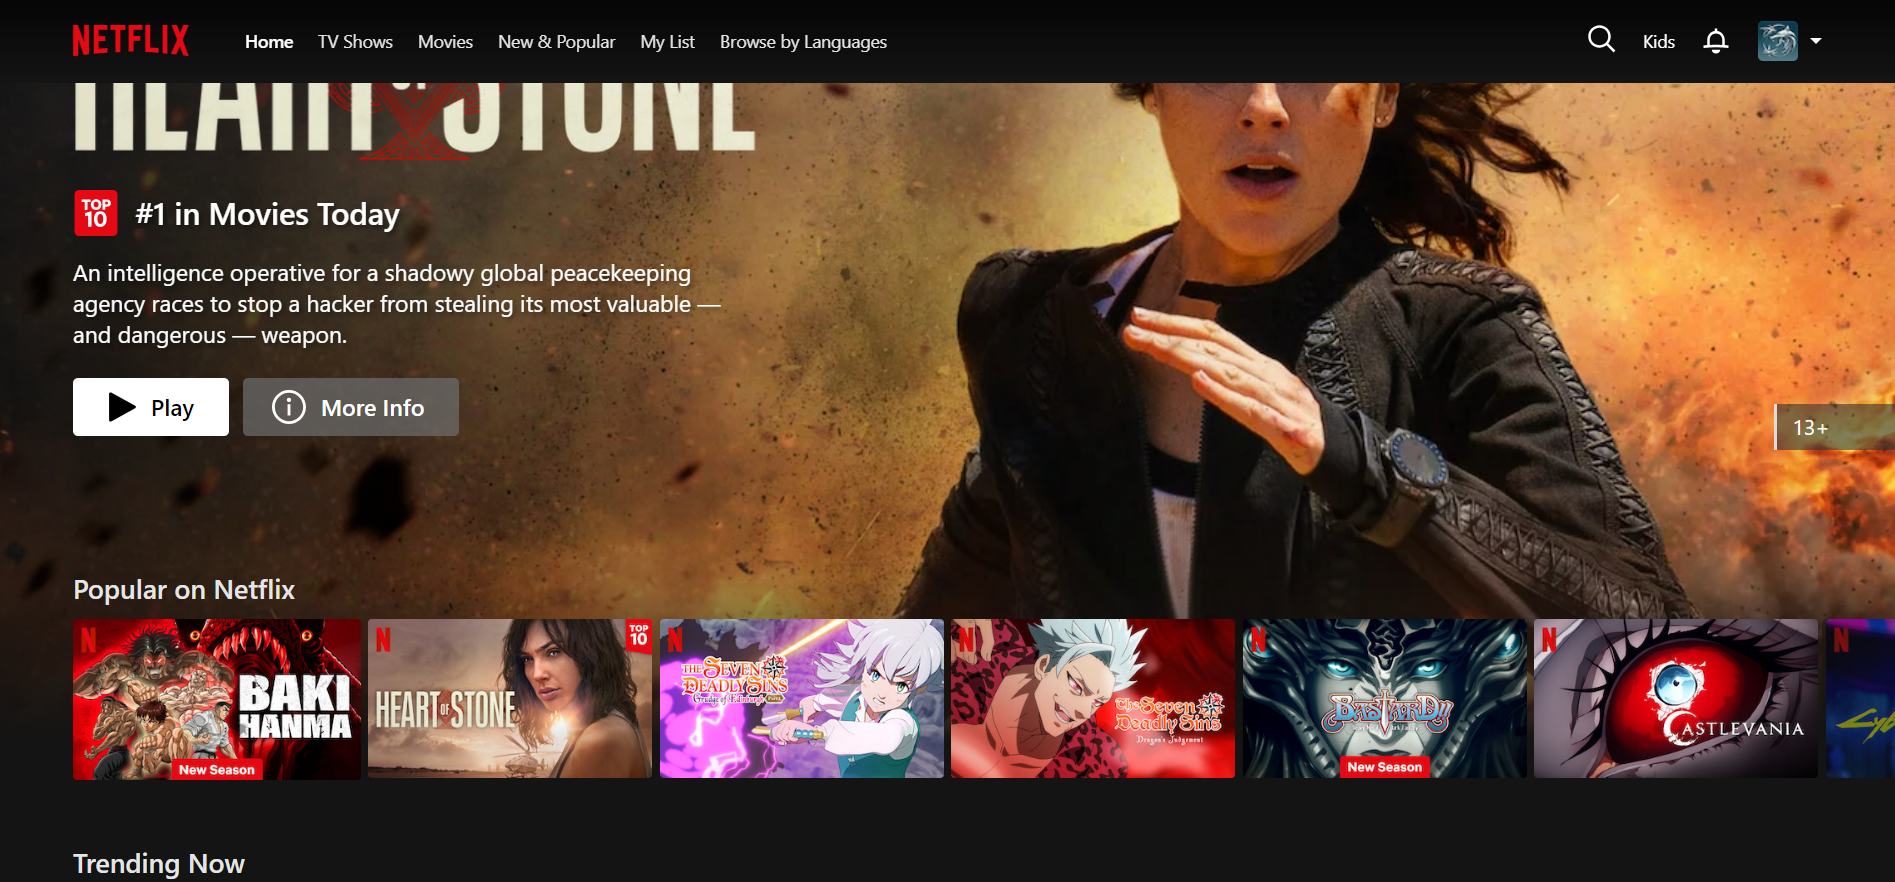 NETFLIX
Home TV Shows Movies New & Popular My List Browse by Languages Kids
HEART OF STONE
TOP 10 #1 in Movies Today
An intelligence operative for a shadowy global peacekeeping
agency races to stop a hacker from stealing its most valuable —
and dangerous — weapon.
Play More Info
13+
Popular on Netflix
N
BAKI
HANMA
New Season
N
TOP
10
HEART OF STONE
N
THE SEVEN
DEADLY SINS
Grudge of Edinburgh Part 2
N
The Seven
Deadly Sins
Dragon's Judgement
N
BASTARD!!
New Season
N
CASTLEVANIA
N
Trending Now